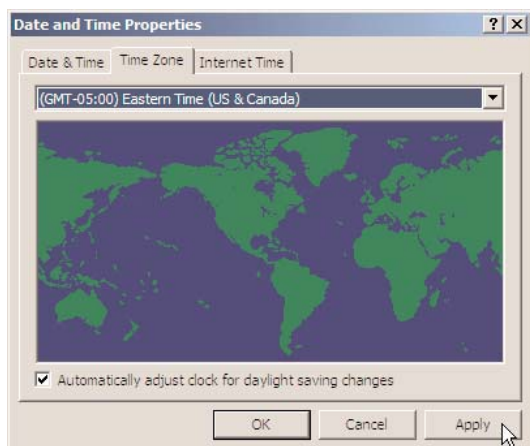 Date and Time Properties
Date & Time Time Zone Internet Time
(GMT-05:00) Eastern Time (US & Canada)
Automatically adjust clock for daylight saving changes
OK Cancel Apply